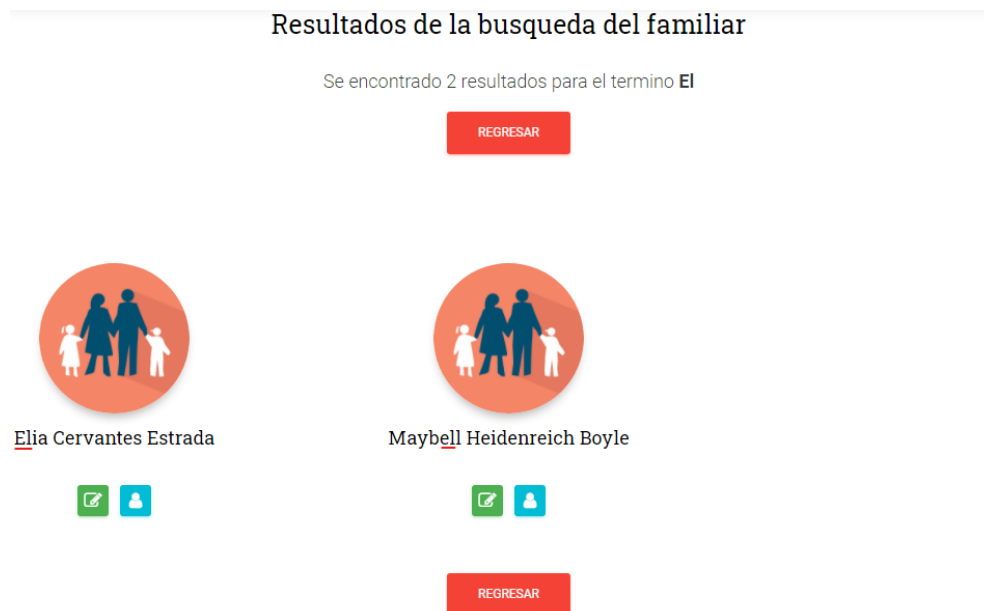 Resultados de la busqueda del familiar
Se encontrado 2 resultados para el termino El
REGRESAR
Elia Cervantes Estrada
Maybell Heidenreich Boyle
REGRESAR